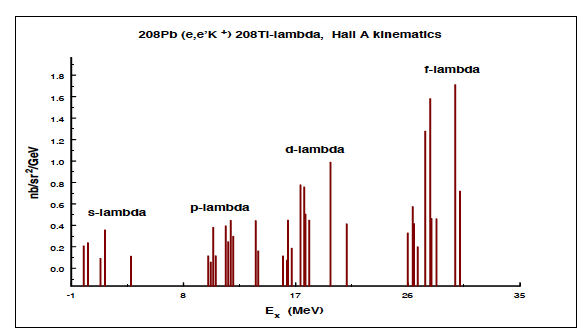 208Pb (e,e'K +) 208Tl-lambda, Hall A kinematics
f-lambda
d-lambda
p-lambda
s-lambda
nb/sr2/GeV
1.8
1.6
1.4
1.2
1.0
0.8
0.6
0.4
0.2
0.0
-1
8
17
26
35
Ex (MeV)